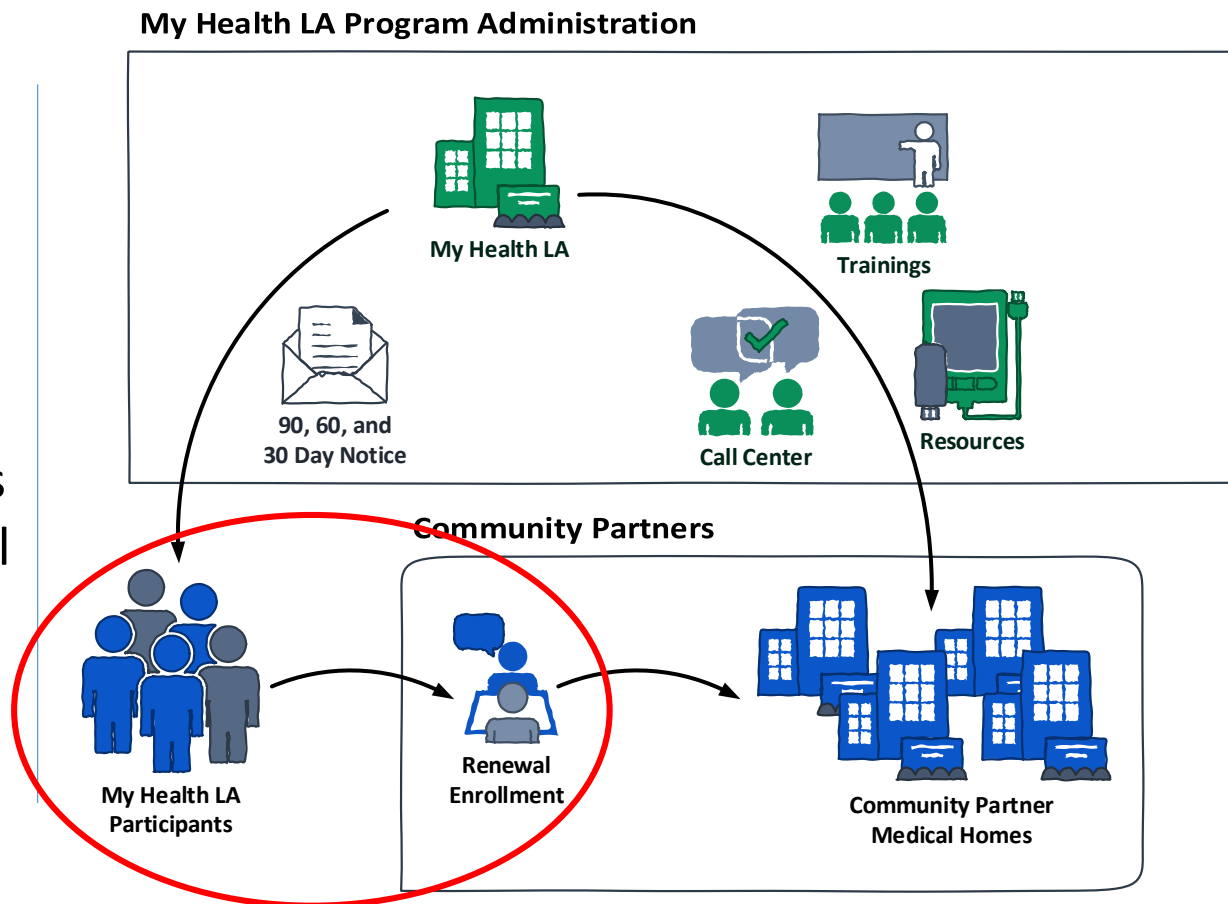 My Health LA Program Administration
My Health LA
Trainings
90, 60, and
30 Day Notice
Call Center
Resources
Community Partners
My Health LA
Participants
Renewal
Enrollment
Community Partner
Medical Homes